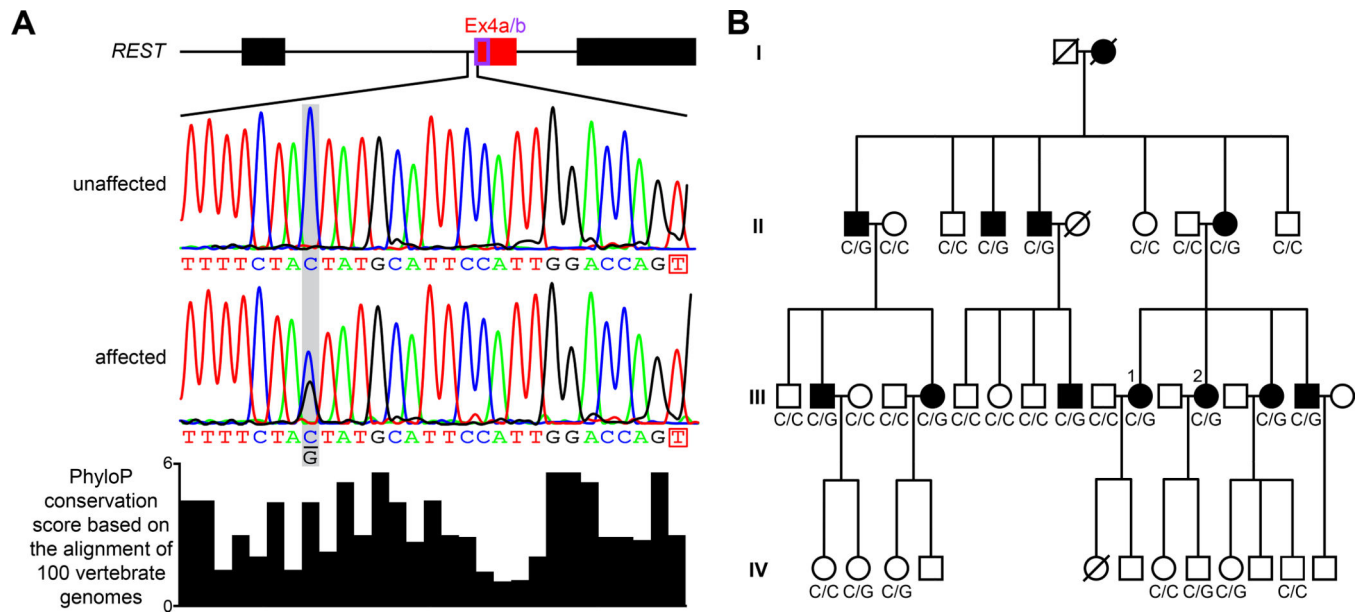 A
REST
Ex4a/b
unaffected
TTTTCTACTATGCATTCCATTGGACCAGT
affected
TTTTCTACTATGCATTCCATTGGACCAGT
G
6
PhyloP
conservation
score based on
the alignment of
100 vertebrate
genomes
0
B
I
II
C/G C/C C/C C/G C/G C/C C/C C/G C/C
1 2
III
C/C C/G C/C C/C C/G C/C C/C C/C C/G C/C C/G C/G C/G C/G
IV
C/C C/G C/G C/C C/G C/G C/C